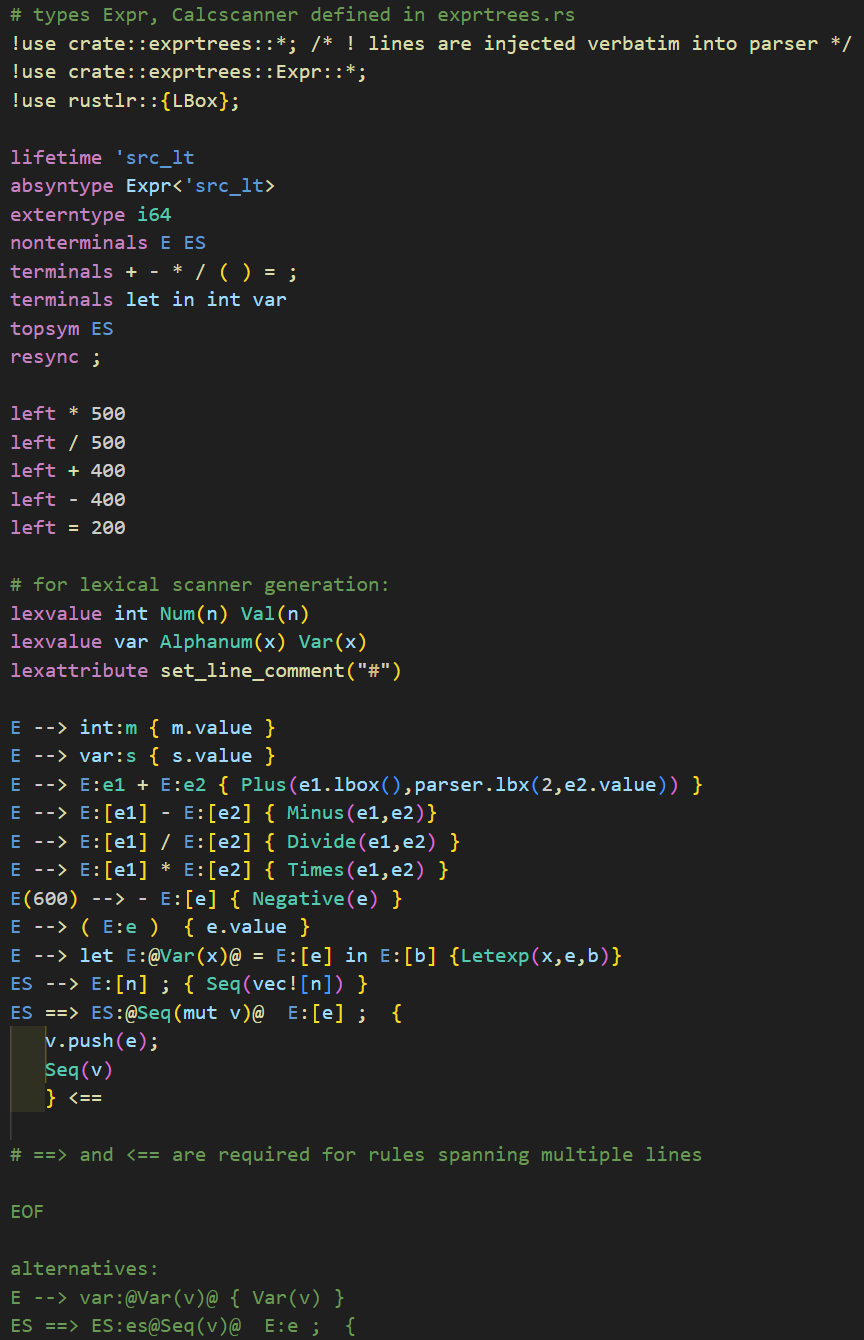 # types Expr, Calcscanner defined in exprtrees.rs
!use crate::exprtrees::*; /* ! lines are injected verbatim into parser */
!use crate::exprtrees::Expr::*;
!use rustlr::{LBox};

lifetime 'src_lt
absyntype Expr<'src_lt>
externtype i64
nonterminals E ES
terminals + - * / ( ) = ;
terminals let in int var
topsym ES
resync ;

left * 500
left / 500
left + 400
left - 400
left = 200

# for lexical scanner generation:
lexvalue int Num(n) Val(n)
lexvalue var Alphanum(x) Var(x)
lexattribute set_line_comment("#")

E --> int:m { m.value }
E --> var:s { s.value }
E --> E:e1 + E:e2 { Plus(e1.lbox(),parser.lbx(2,e2.value)) }
E --> E:[e1] - E:[e2] { Minus(e1,e2)}
E --> E:[e1] / E:[e2] { Divide(e1,e2) }
E --> E:[e1] * E:[e2] { Times(e1,e2) }
E(600) --> - E:[e] { Negative(e) }
E --> ( E:e )  { e.value }
E --> let E:@Var(x)@ = E:[e] in E:[b] {Letexp(x,e,b)}
ES --> E:[n] ; { Seq(vec![n]) }
ES ==> ES:@Seq(mut v)@  E:[e] ;  {
   v.push(e);
   Seq(v)
   } <==

# ==> and <== are required for rules spanning multiple lines

EOF

alternatives:
E --> var:@Var(v)@ { Var(v) }
ES ==> ES:es@Seq(v)@  E:e ;  {